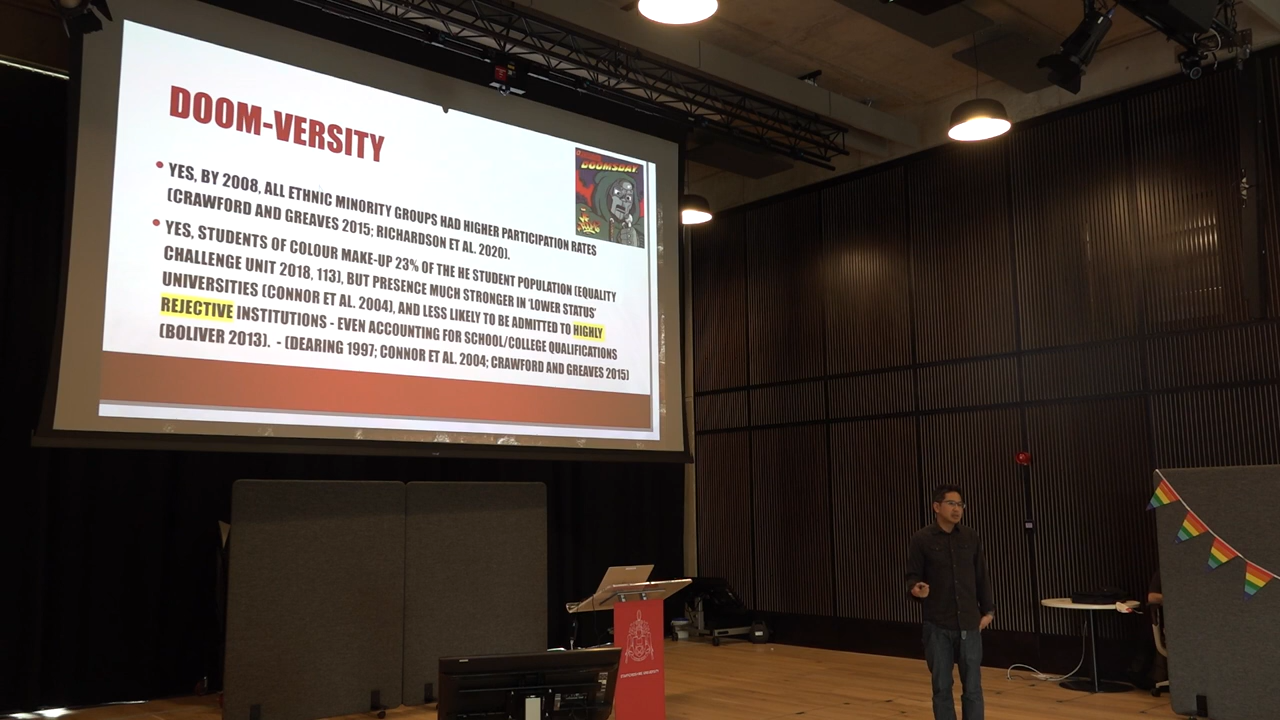 DOOM-VERSITY
• YES, BY 2008, ALL ETHNIC MINORITY GROUPS HAD HIGHER PARTICIPATION RATES
(CRAWFORD AND GREAVES 2015; RICHARDSON ET AL. 2020).
• YES, STUDENTS OF COLOUR MAKE-UP 23% OF THE HE STUDENT POPULATION (EQUALITY
CHALLENGE UNIT 2018, 113), BUT PRESENCE MUCH STRONGER IN 'LOWER STATUS'
UNIVERSITIES (CONNOR ET AL. 2004), AND LESS LIKELY TO BE ADMITTED TO HIGHLY
REJECTIVE INSTITUTIONS - EVEN ACCOUNTING FOR SCHOOL/COLLEGE QUALIFICATIONS
(BOLIVER 2013). - (DEARING 1997; CONNOR ET AL. 2004; CRAWFORD AND GREAVES 2015)
DOOMSDAY